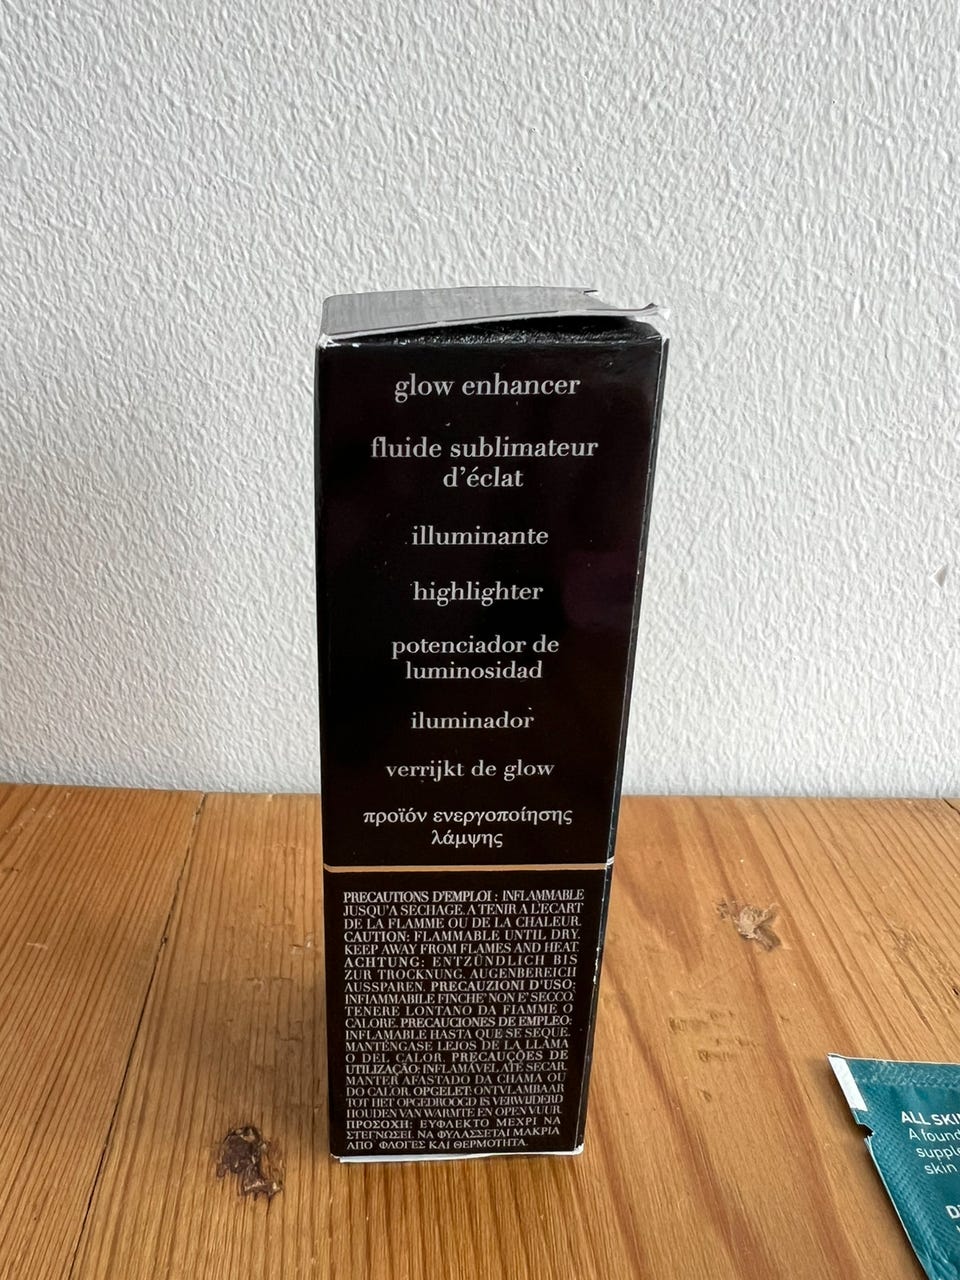 glow enhancer
fluide sublimateur
d'éclat
illuminante
highlighter
potenciador de
luminosidad
iluminador
verrijkt de glow
προϊόν ενεργοποίησης
λάμψης
PRECAUTIONS D'EMPLOI : INFLAMMABLE
JUSQU'A SECHAGE. A TENIR A L'ECART
DE LA FLAMME OU DE LA CHALEUR
CAUTION: FLAMMABLE UNTIL DRY.
KEEP AWAY FROM FLAMES AND HEAT.
ACHTUNG: ENTZÜNDLICH BIS
ZUR TROCKNUNG. AUGENBEREICH
AUSSPAREN. PRECAUZIONI D'USO:
INFIAMMABILE FINCHE' NON E' SECCO.
TENERE LONTANO DA FIAMME O
CALORE. PRECAUCIONES DE EMPLEO:
INFLAMABLE HASTA QUE SE SEQUE.
MANTÉNGASE LEJOS DE LA LLAMA
O DEL CALOR. PRECAUÇÕES DE
UTILIZAÇÃO: INFLAMÁVEL ATÉ SECAR.
MANTER AFASTADO DA CHAMA OU
DO CALOR. OPGELET: ONTVLAMBAAR
TOT HET OPGEDROOGD IS. VERWIJDERD
HOUDEN VAN WARMTE EN OPEN VUUR.
ΠΡΟΣΟΧΗ: ΕΥΦΛΕΚΤΟ ΜΕΧΡΙ ΝΑ
ΣΤΕΓΝΩΣΕΙ. ΝΑ ΦΥΛΑΣΣΕΤΑΙ ΜΑΚΡΙΑ
ΑΠΟ ΦΛΟΓΕΣ ΚΑΙ ΘΕΡΜΟΤΗΤΑ.
ALL SKIN
A found
supple
skin